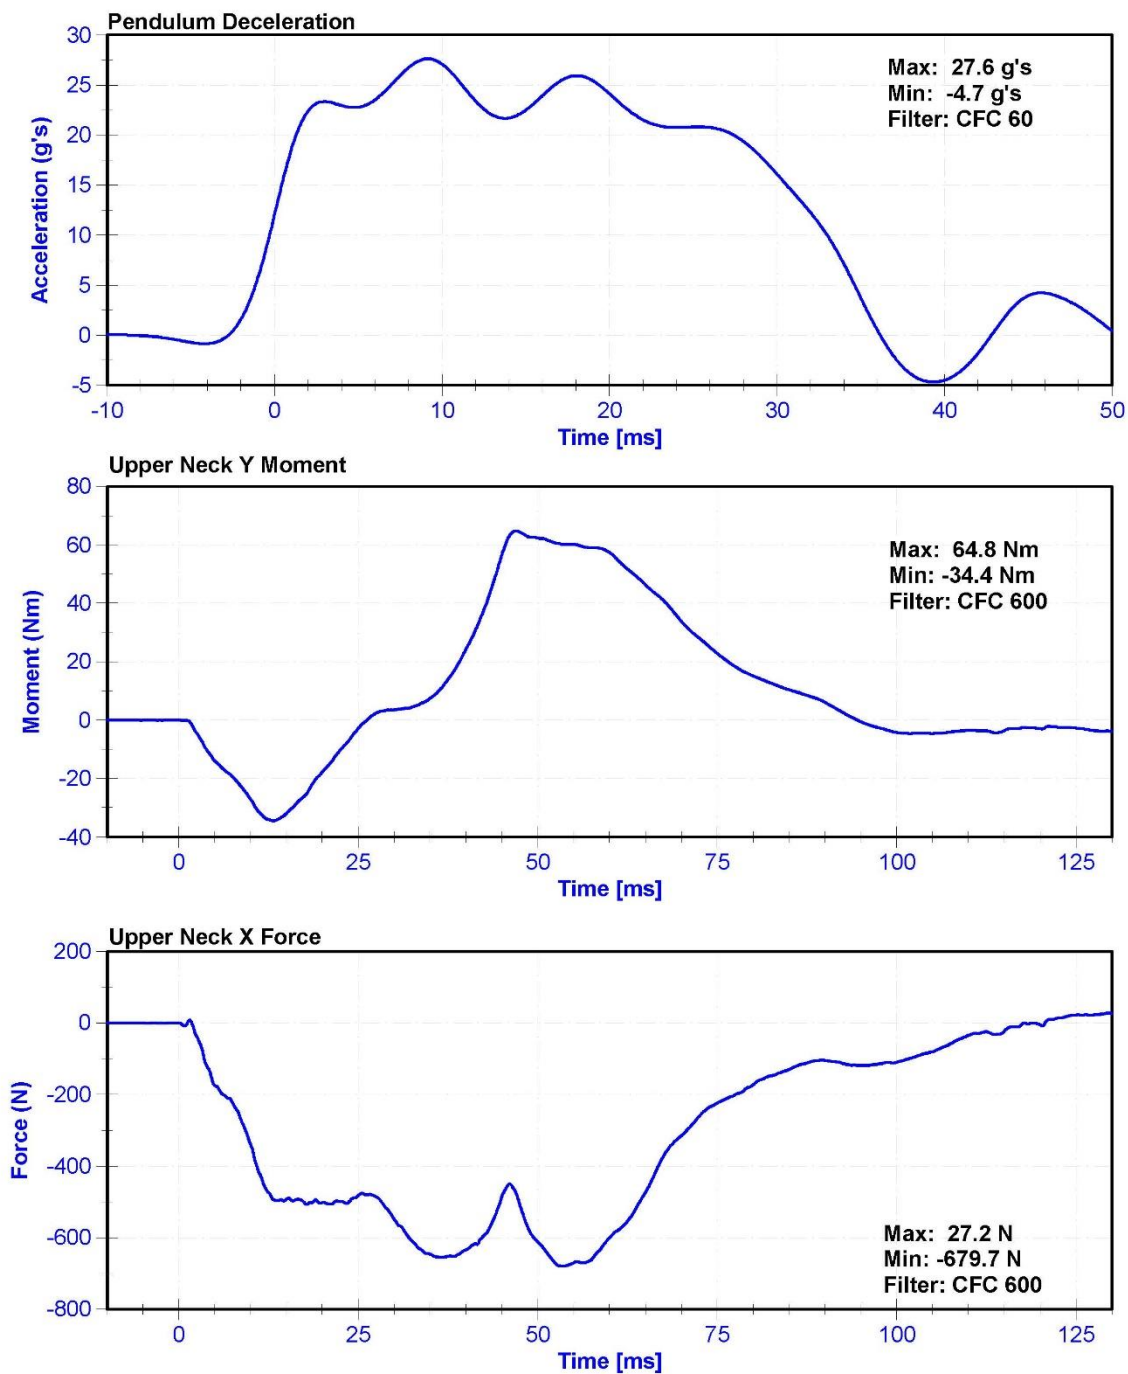 Pendulum Deceleration
30
25
20
15
10
5
0
-5
Acceleration (g's)
Max: 27.6 g's
Min: -4.7 g's
Filter: CFC 60
-10 0 10 20 30 40 50
Time [ms]
Upper Neck Y Moment
80
60
40
20
0
-20
-40
Moment (Nm)
Max: 64.8 Nm
Min: -34.4 Nm
Filter: CFC 600
0 25 50 75 100 125
Time [ms]
Upper Neck X Force
200
0
-200
-400
-600
-800
Force (N)
Max: 27.2 N
Min: -679.7 N
Filter: CFC 600
0 25 50 75 100 125
Time [ms]